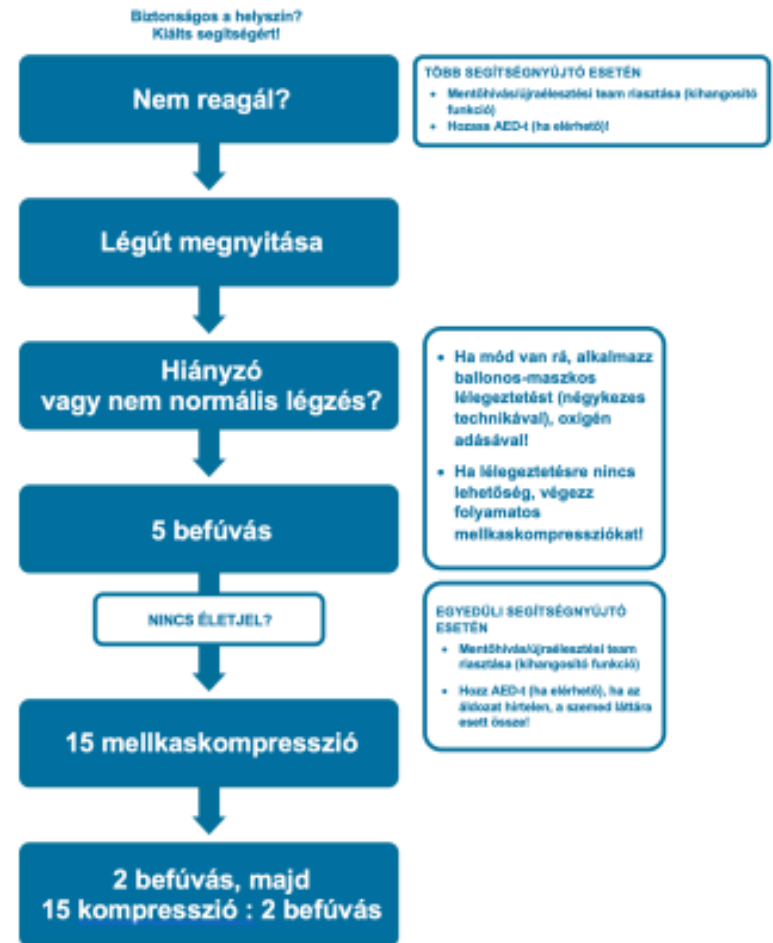 Biztonságos a helyszín?
Kiálts segítségért!
Nem reagál?
TÖBB SEGÍTSÉGNYÚJTÓ ESETÉN
• Mentőhívás/újraélesztési team riasztása (kihangosító
funkció)
• Hozass AED-t (ha elérhető)!
Légút megnyitása
Hiányzó
vagy nem normális légzés?
• Ha mód van rá, alkalmazz
ballonos-maszkos
lélegeztetést (négykezes
technikával), oxigén
adásával!
• Ha lélegeztetésre nincs
lehetőség, végezz
folyamatos
mellkaskompressziókat!
5 befúvás
NINCS ÉLETJEL?
EGYEDÜLI SEGÍTSÉGNYÚJTÓ
ESETÉN
• Mentőhívás/újraélesztési team
riasztása (kihangosító funkció)
• Hozz AED-t (ha elérhető), ha az
áldozat hirtelen, a szemed láttára
esett össze!
15 mellkaskompresszió
2 befúvás, majd
15 kompresszió : 2 befúvás